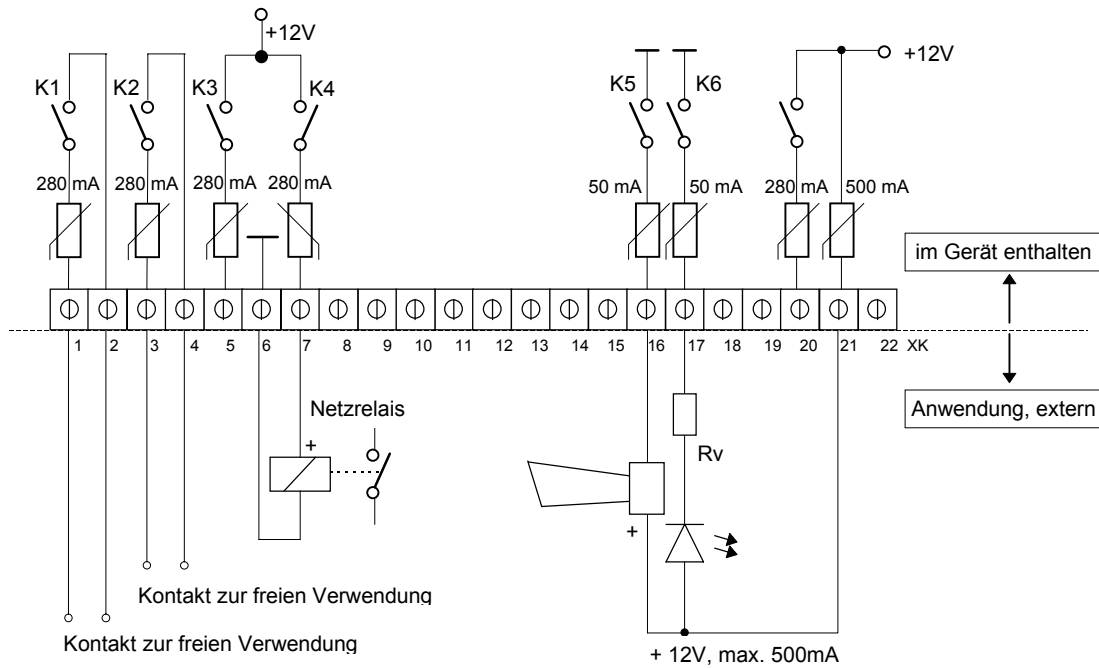 +12V
+12V
K1 K2 K3 K4 K5 K6
280 mA 280 mA 280 mA 280 mA 50 mA 50 mA 280 mA 500 mA
im Gerät enthalten
1 2 3 4 5 6 7 8 9 10 11 12 13 14 15 16 17 18 19 20 21 22 XK
Anwendung, extern
Netzrelais
+
Rv
+
Kontakt zur freien Verwendung
Kontakt zur freien Verwendung
+ 12V, max. 500mA